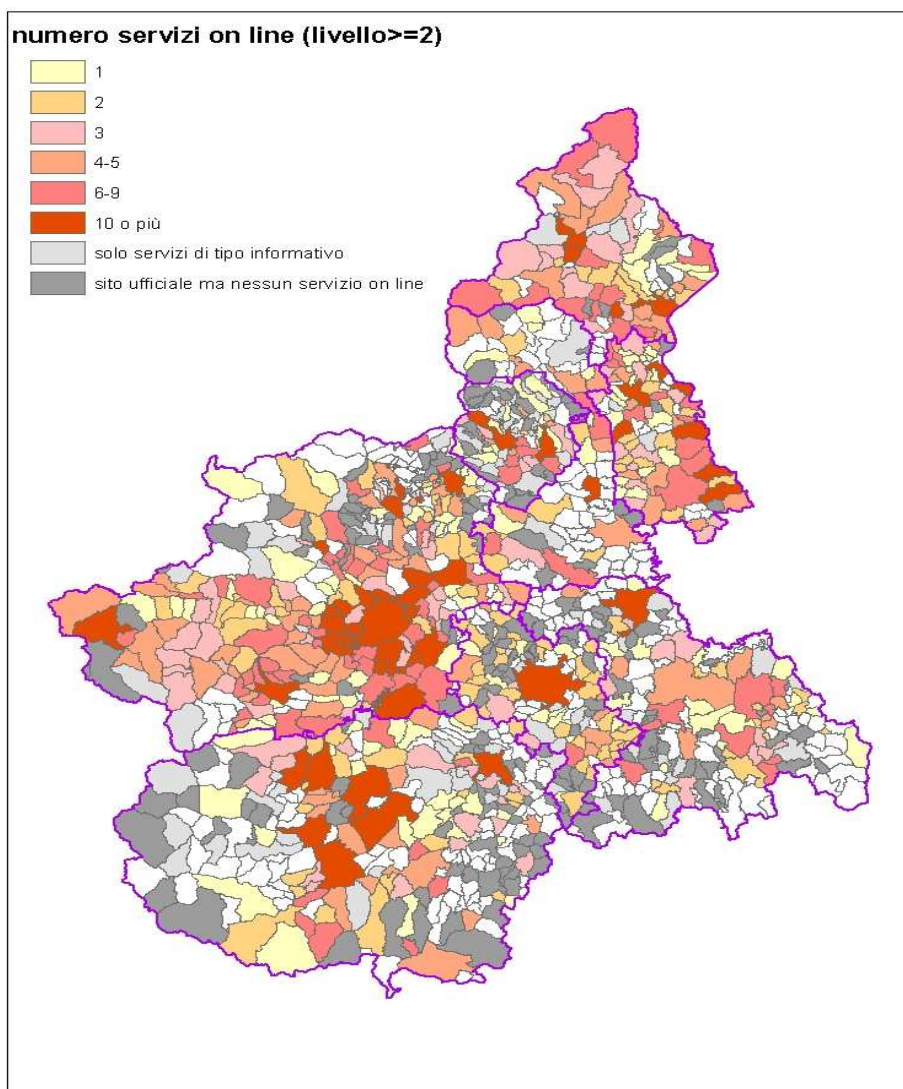 numero servizi on line (livello>=2)
1
2
3
4-5
6-9
10 o più
solo servizi di tipo informativo
sito ufficiale ma nessun servizio on line